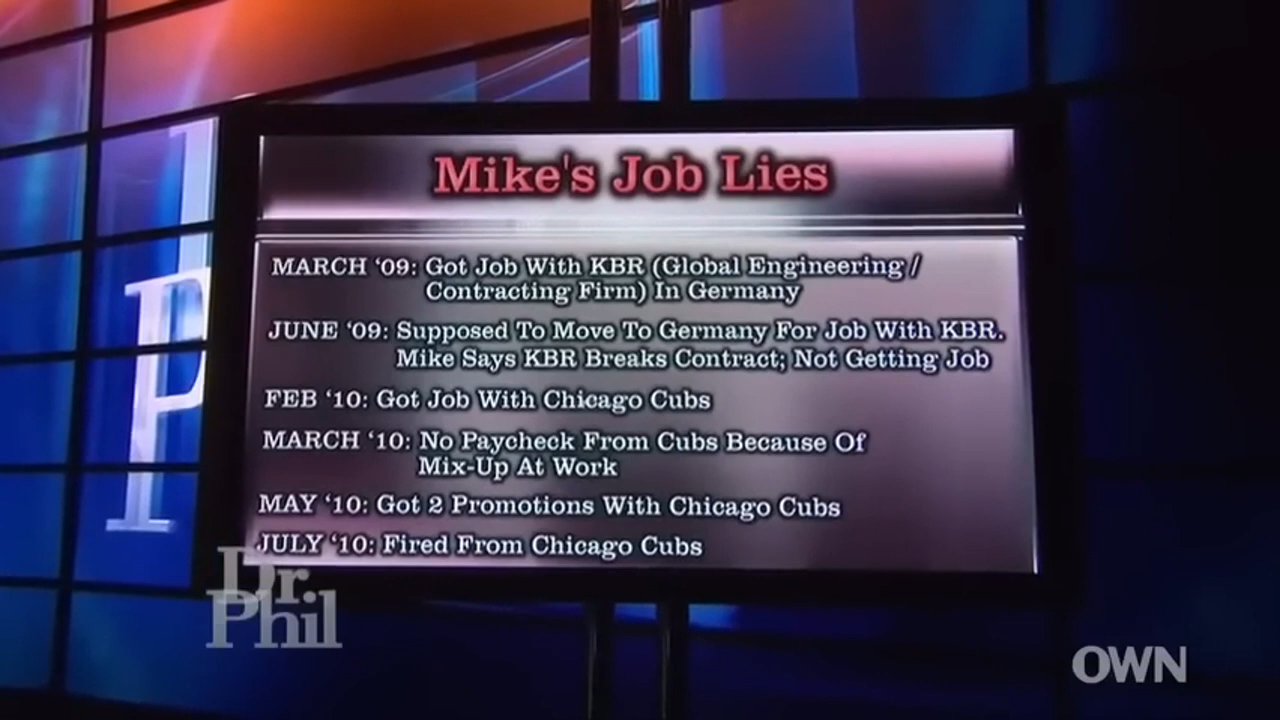 Mike's Job Lies
MARCH ‘09: Got Job With KBR (Global Engineering /
Contracting Firm) In Germany
JUNE ‘09: Supposed To Move To Germany For Job With KBR.
Mike Says KBR Breaks Contract; Not Getting Job
FEB ‘10: Got Job With Chicago Cubs
MARCH ‘10: No Paycheck From Cubs Because Of
Mix-Up At Work
MAY ‘10: Got 2 Promotions With Chicago Cubs
JULY ‘10: Fired From Chicago Cubs
P
Dr.
Phil
OWN